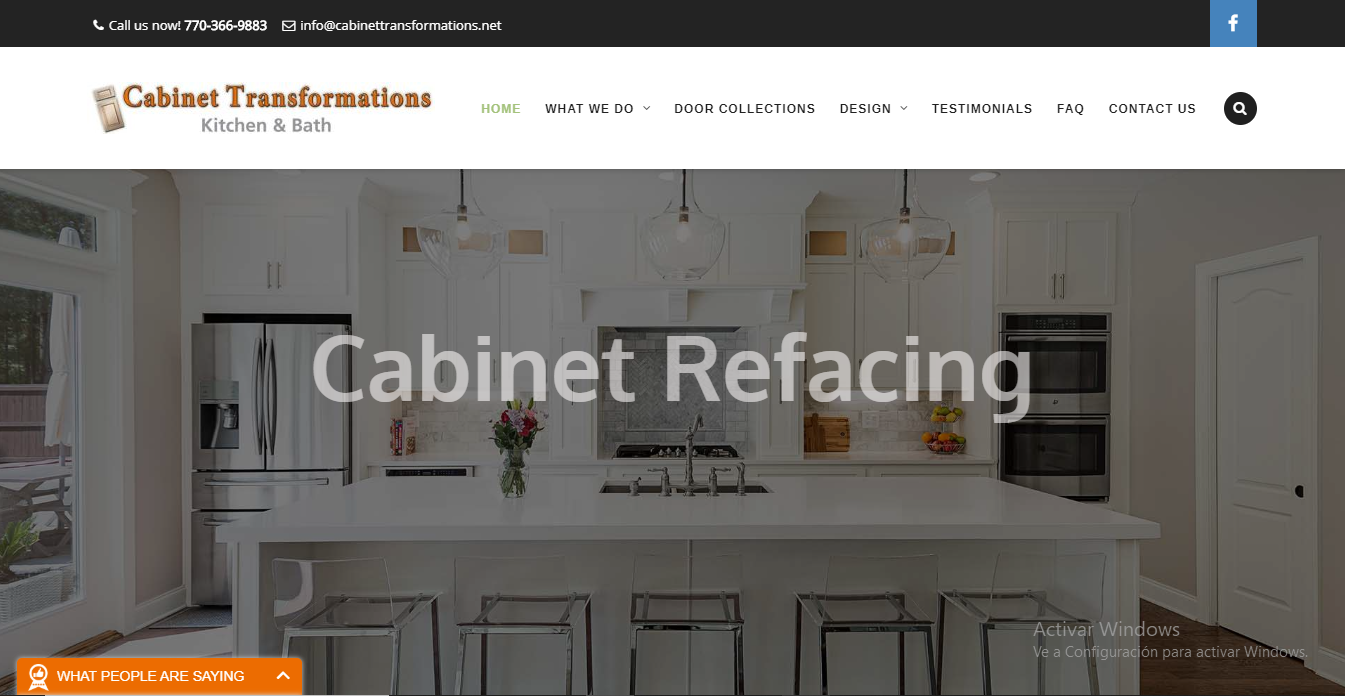 Call us now! 770-366-9883 info@cabinettransformations.net
Cabinet Transformations
Kitchen & Bath
HOME WHAT WE DO DOOR COLLECTIONS DESIGN TESTIMONIALS FAQ CONTACT US
Cabinet Refacing
Activar Windows
Ve a Configuración para activar Windows.
WHAT PEOPLE ARE SAYING